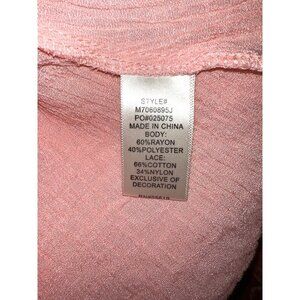 STYLE#
M7060895J
PO#025075
MADE IN CHINA
BODY:
60%RAYON
40%POLYESTER
LACE:
66%COTTON
34%NYLON
EXCLUSIVE OF
DECORATION